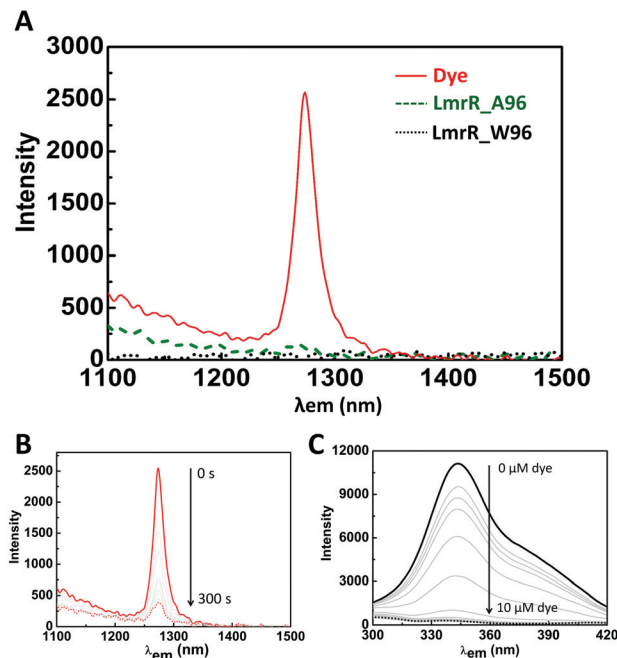 A
3000
2500
2000
1500
1000
500
0
Intensity
Dye
LmrR_A96
LmrR_W96
1100 1200 1300 1400 1500
λem (nm)
B
2500
2000
1500
1000
500
0
Intensity
0 s
300 s
1100 1200 1300 1400 1500
λem (nm)
C
12000
9000
6000
3000
0
Intensity
0 µM dye
10 µM dye
300 330 360 390 420
λem (nm)